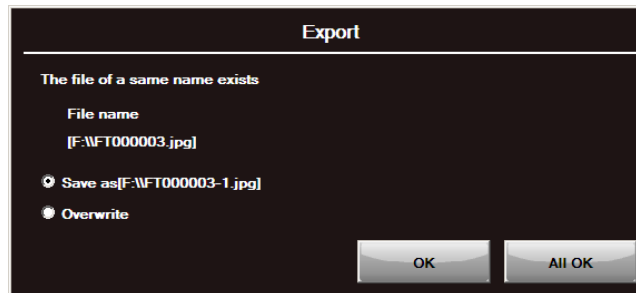 Export
The file of a same name exists
File name
[F:\\FT000003.jpg]
Save as[F:\\FT000003-1.jpg]
Overwrite
OK
All OK